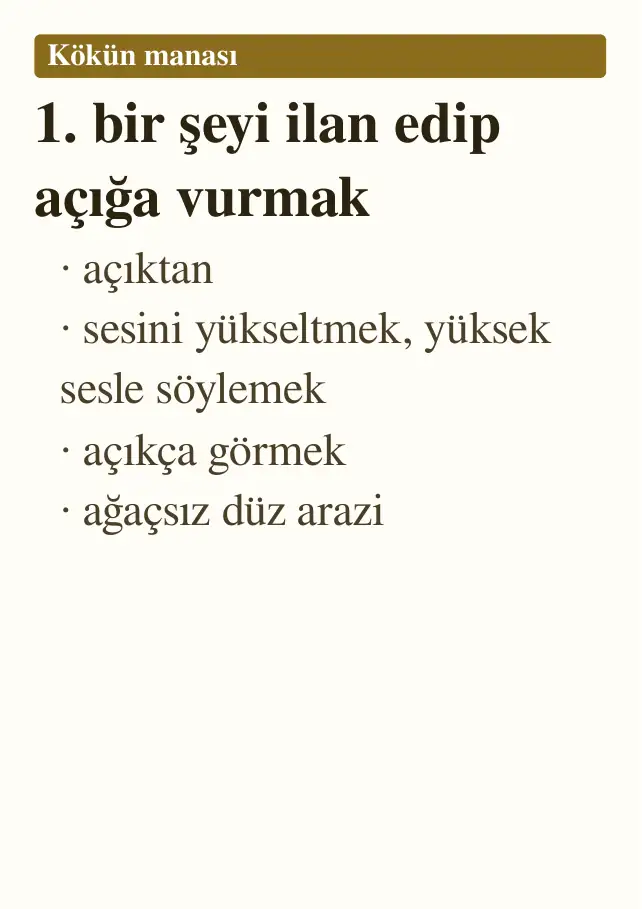 Kökün manası
1. bir şeyi ilan edip
açığa vurmak
· açıktan
· sesini yükseltmek, yüksek
sesle söylemek
· açıkça görmek
· ağaçsız düz arazi